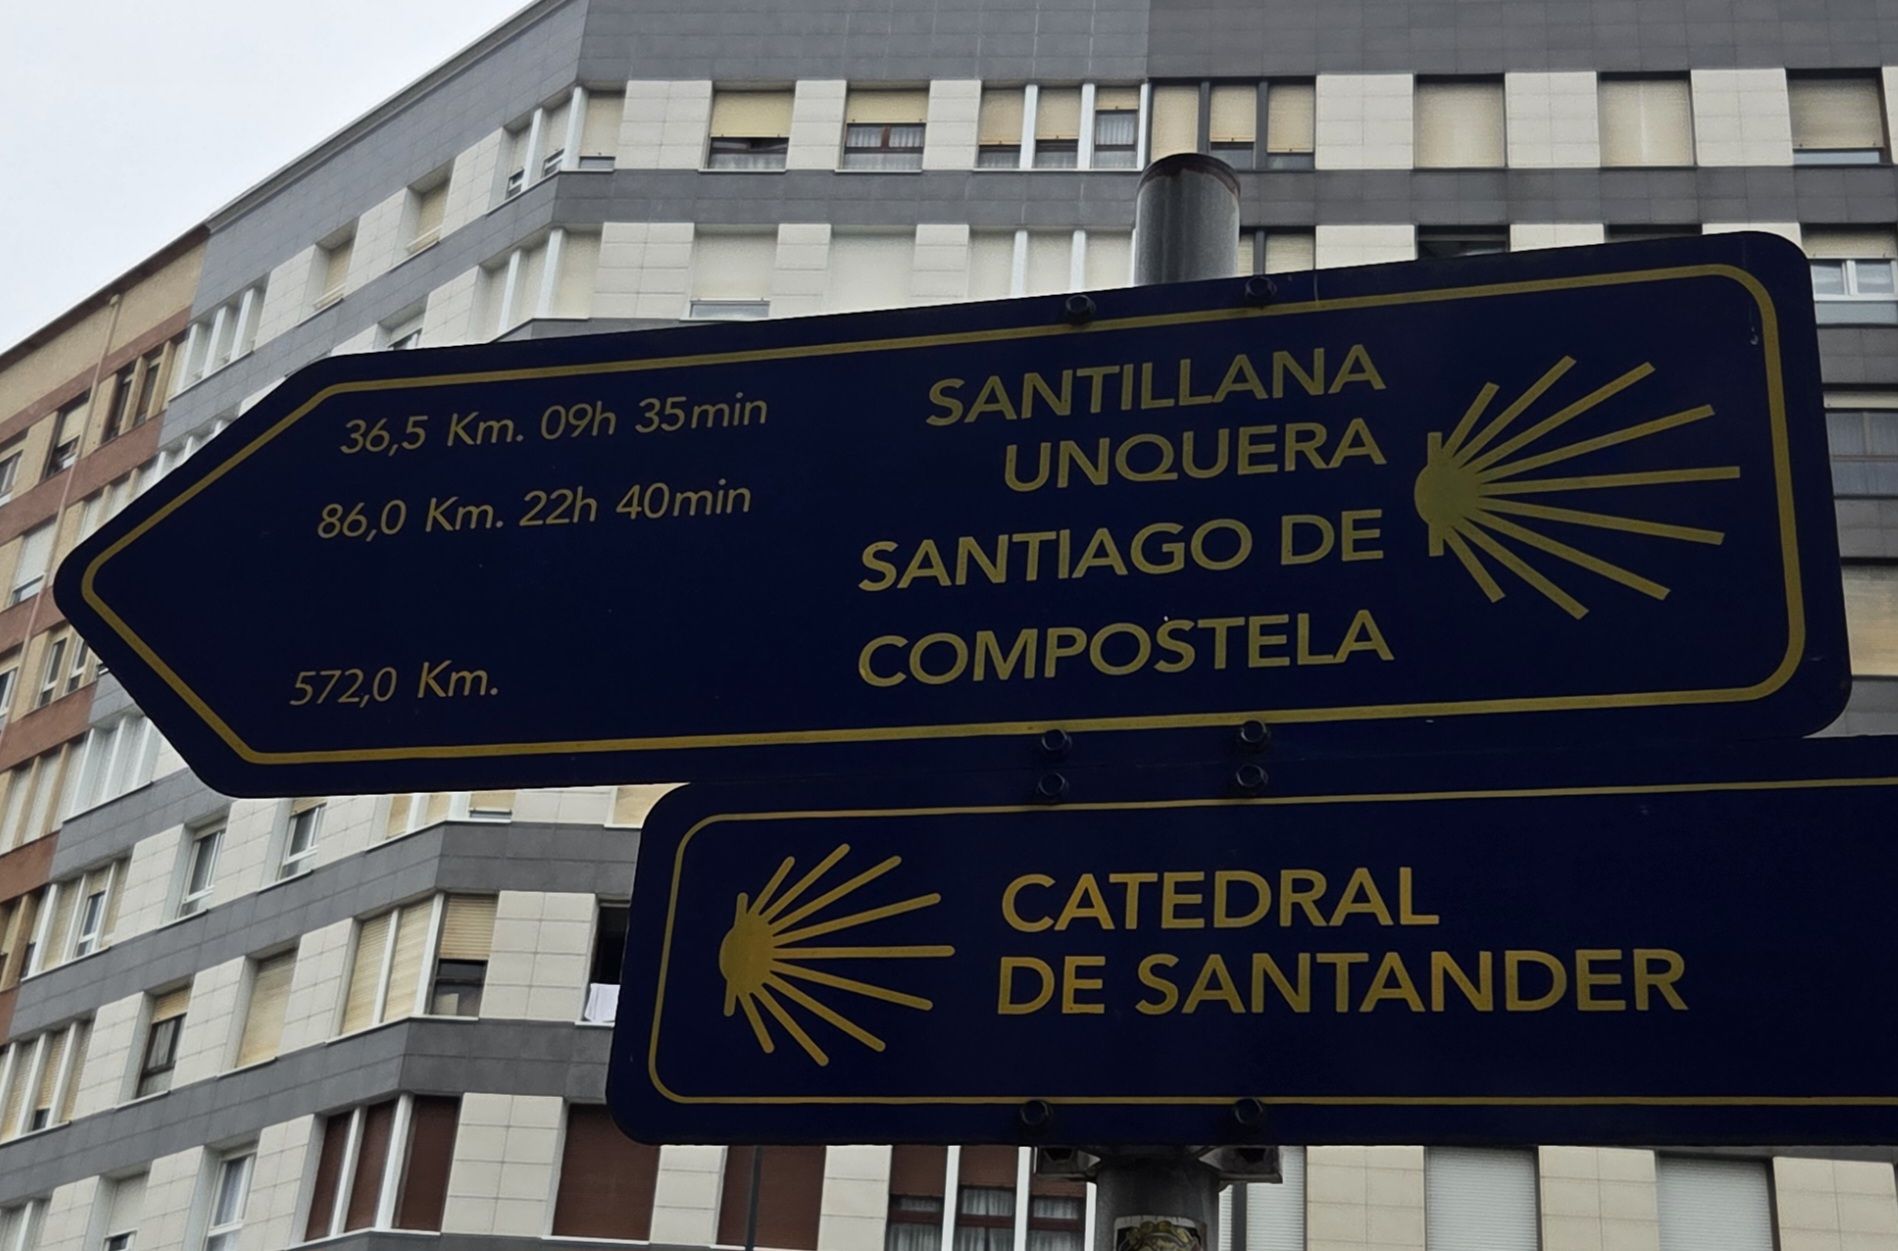 36,5 Km. 09h 35min SANTILLANA
86,0 Km. 22h 40min UNQUERA
SANTIAGO DE
572,0 Km. COMPOSTELA
CATEDRAL
DE SANTANDER